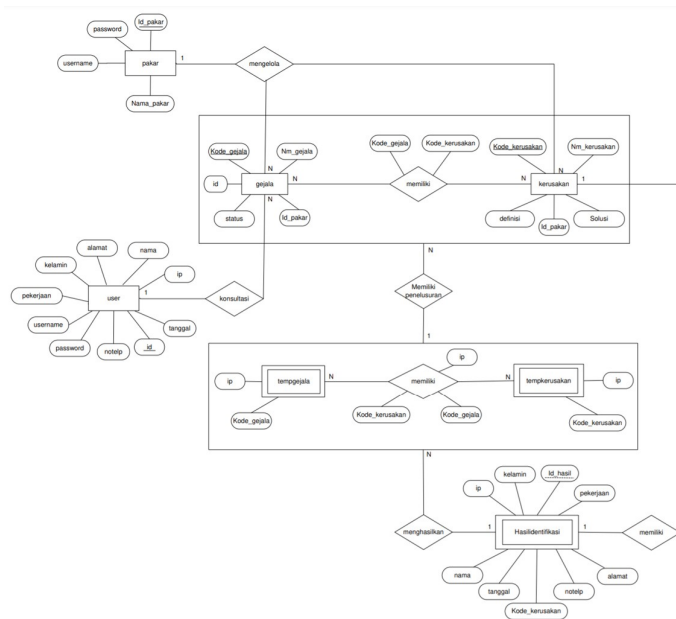 Id_pakar
password
username
pakar
1
mengelola
Nama_pakar
Kode_gejala
Nm_gejala
Kode_gejala
Kode_kerusakan
Kode_kerusakan
Nm_kerusakan
N
N
id
gejala
N
memiliki
N
kerusakan
1
N
status
Id_pakar
definisi
Id_pakar
Solusi
alamat
nama
N
kelamin
ip
pekerjaan
user
1
konsultasi
Memiliki
penelusuran
username
tanggal
password
notelp
id
1
ip
ip
tempgejala
N
memiliki
N
tempkerusakan
ip
Kode_gejala
Kode_kerusakan
Kode_gejala
Kode_kerusakan
N
kelamin
Id_hasil
ip
pekerjaan
menghasilkan
1
Hasilidentifikasi
1
memiliki
nama
alamat
tanggal
notelp
Kode_kerusakan